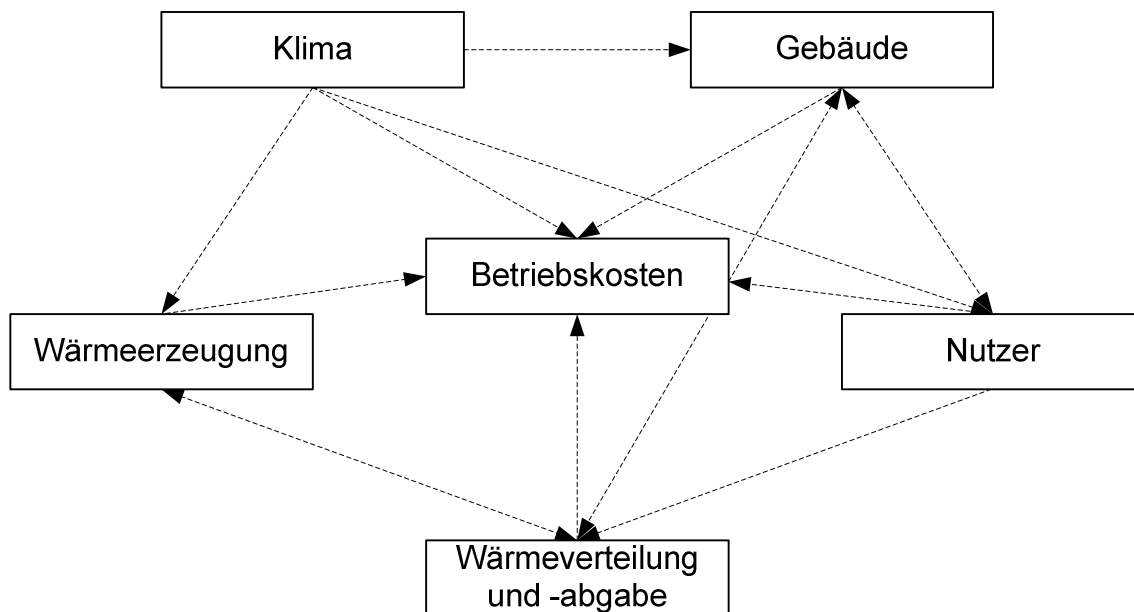 Klima
Gebäude
Betriebskosten
Wärmeerzeugung
Nutzer
Wärmeverteilung
und -abgabe